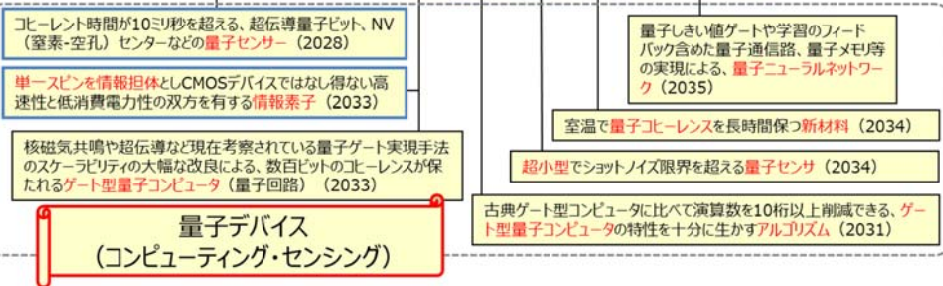 コヒーレント時間が10ミリ秒を超える、超伝導量子ビット、NV
（窒素-空孔）センターなどの量子センサー（2028）
単一スピンを情報担体としCMOSデバイスではなし得ない高
速性と低消費電力性の双方を有する情報素子（2033）
核磁気共鳴や超伝導など現在考察されている量子ゲート実現手法
のスケーラビリティの大幅な改良による、数百ビットのコヒーレンスが保
たれるゲート型量子コンピュータ（量子回路）（2033）
量子デバイス
（コンピューティング・センシング）
量子しきい値ゲートや学習のフィード
バック含めた量子通信路、量子メモリ等
の実現による、量子ニューラルネットワー
ク（2035）
室温で量子コヒーレンスを長時間保つ新材料（2034）
超小型でショットノイズ限界を超える量子センサ（2034）
古典ゲート型コンピュータに比べて演算数を10桁以上削減できる、ゲー
ト型量子コンピュータの特性を十分に生かすアルゴリズム（2031）